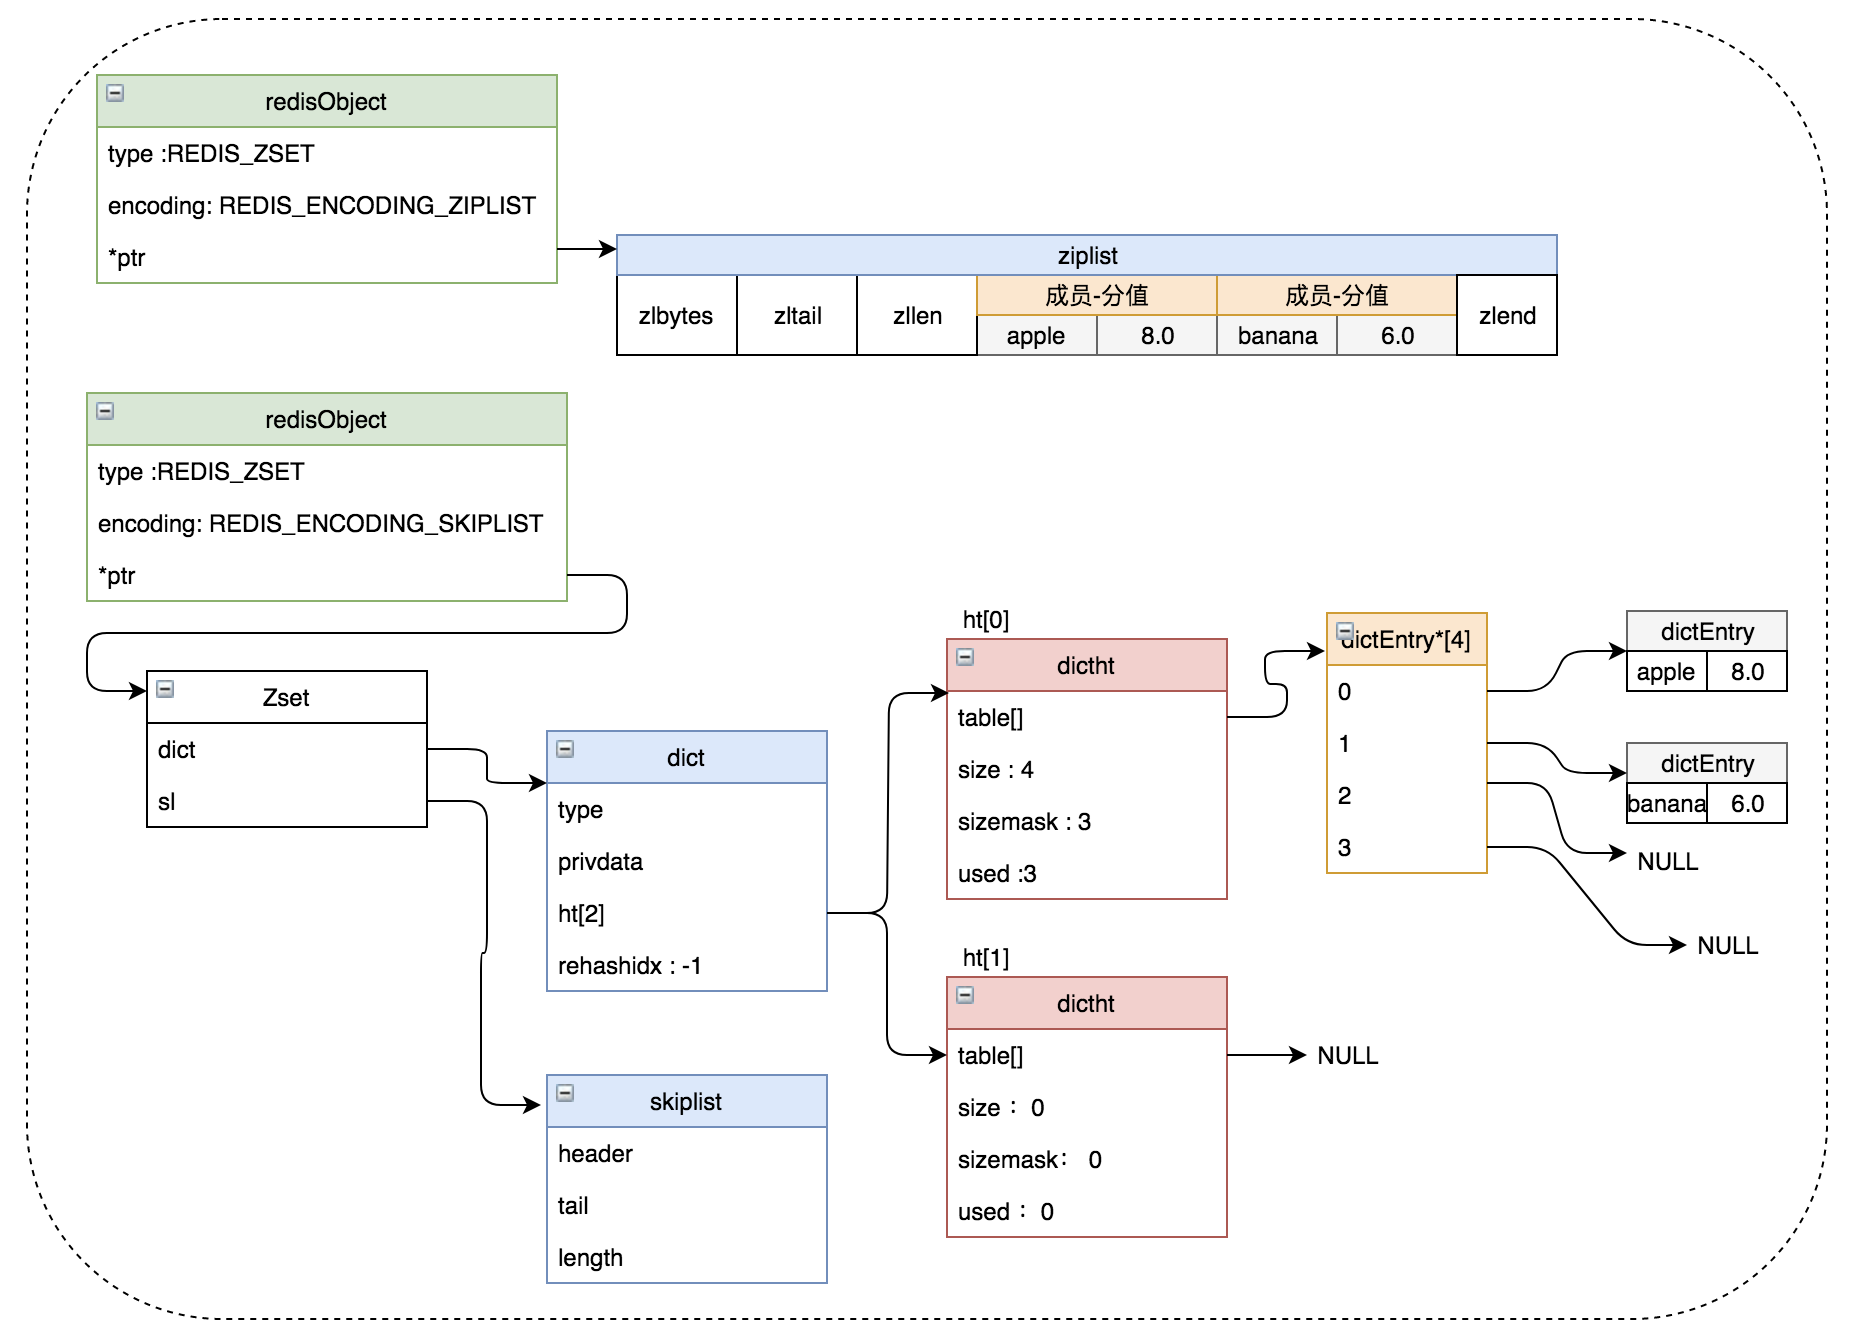 redisObject
type :REDIS_ZSET
encoding: REDIS_ENCODING_ZIPLIST
*ptr
ziplist
zlbytes
zltail
zllen
成员-分值
apple
8.0
成员-分值
banana
6.0
zlend
redisObject
type :REDIS_ZSET
encoding: REDIS_ENCODING_SKIPLIST
*ptr
Zset
dict
sl
dict
type
privdata
ht[2]
rehashidx : -1
skiplist
header
tail
length
ht[0]
dictht
table[]
size : 4
sizemask : 3
used :3
ht[1]
dictht
table[]
size： 0
sizemask： 0
used： 0
NULL
dictEntry*[4]
0
1
2
3
dictEntry
apple
8.0
dictEntry
banana
6.0
NULL
NULL